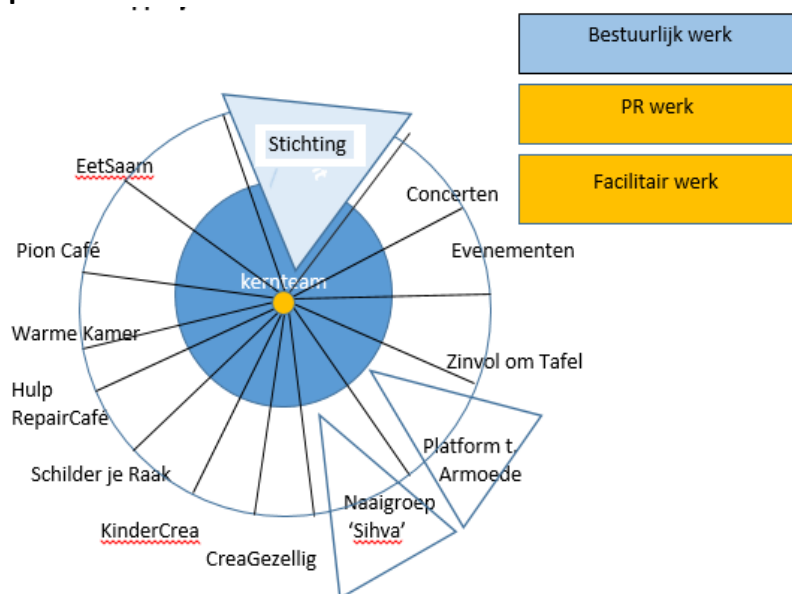 Bestuurlijk werk
PR werk
Facilitair werk
Stichting
EetSaam
Concerten
Pion Café
Evenementen
kernteam
Warme Kamer
Zinvol om Tafel
Hulp
RepairCafé
Platform t.
Armoede
Schilder je Raak
Naaigroep
‘Sihva’
KinderCrea
CreaGezellig